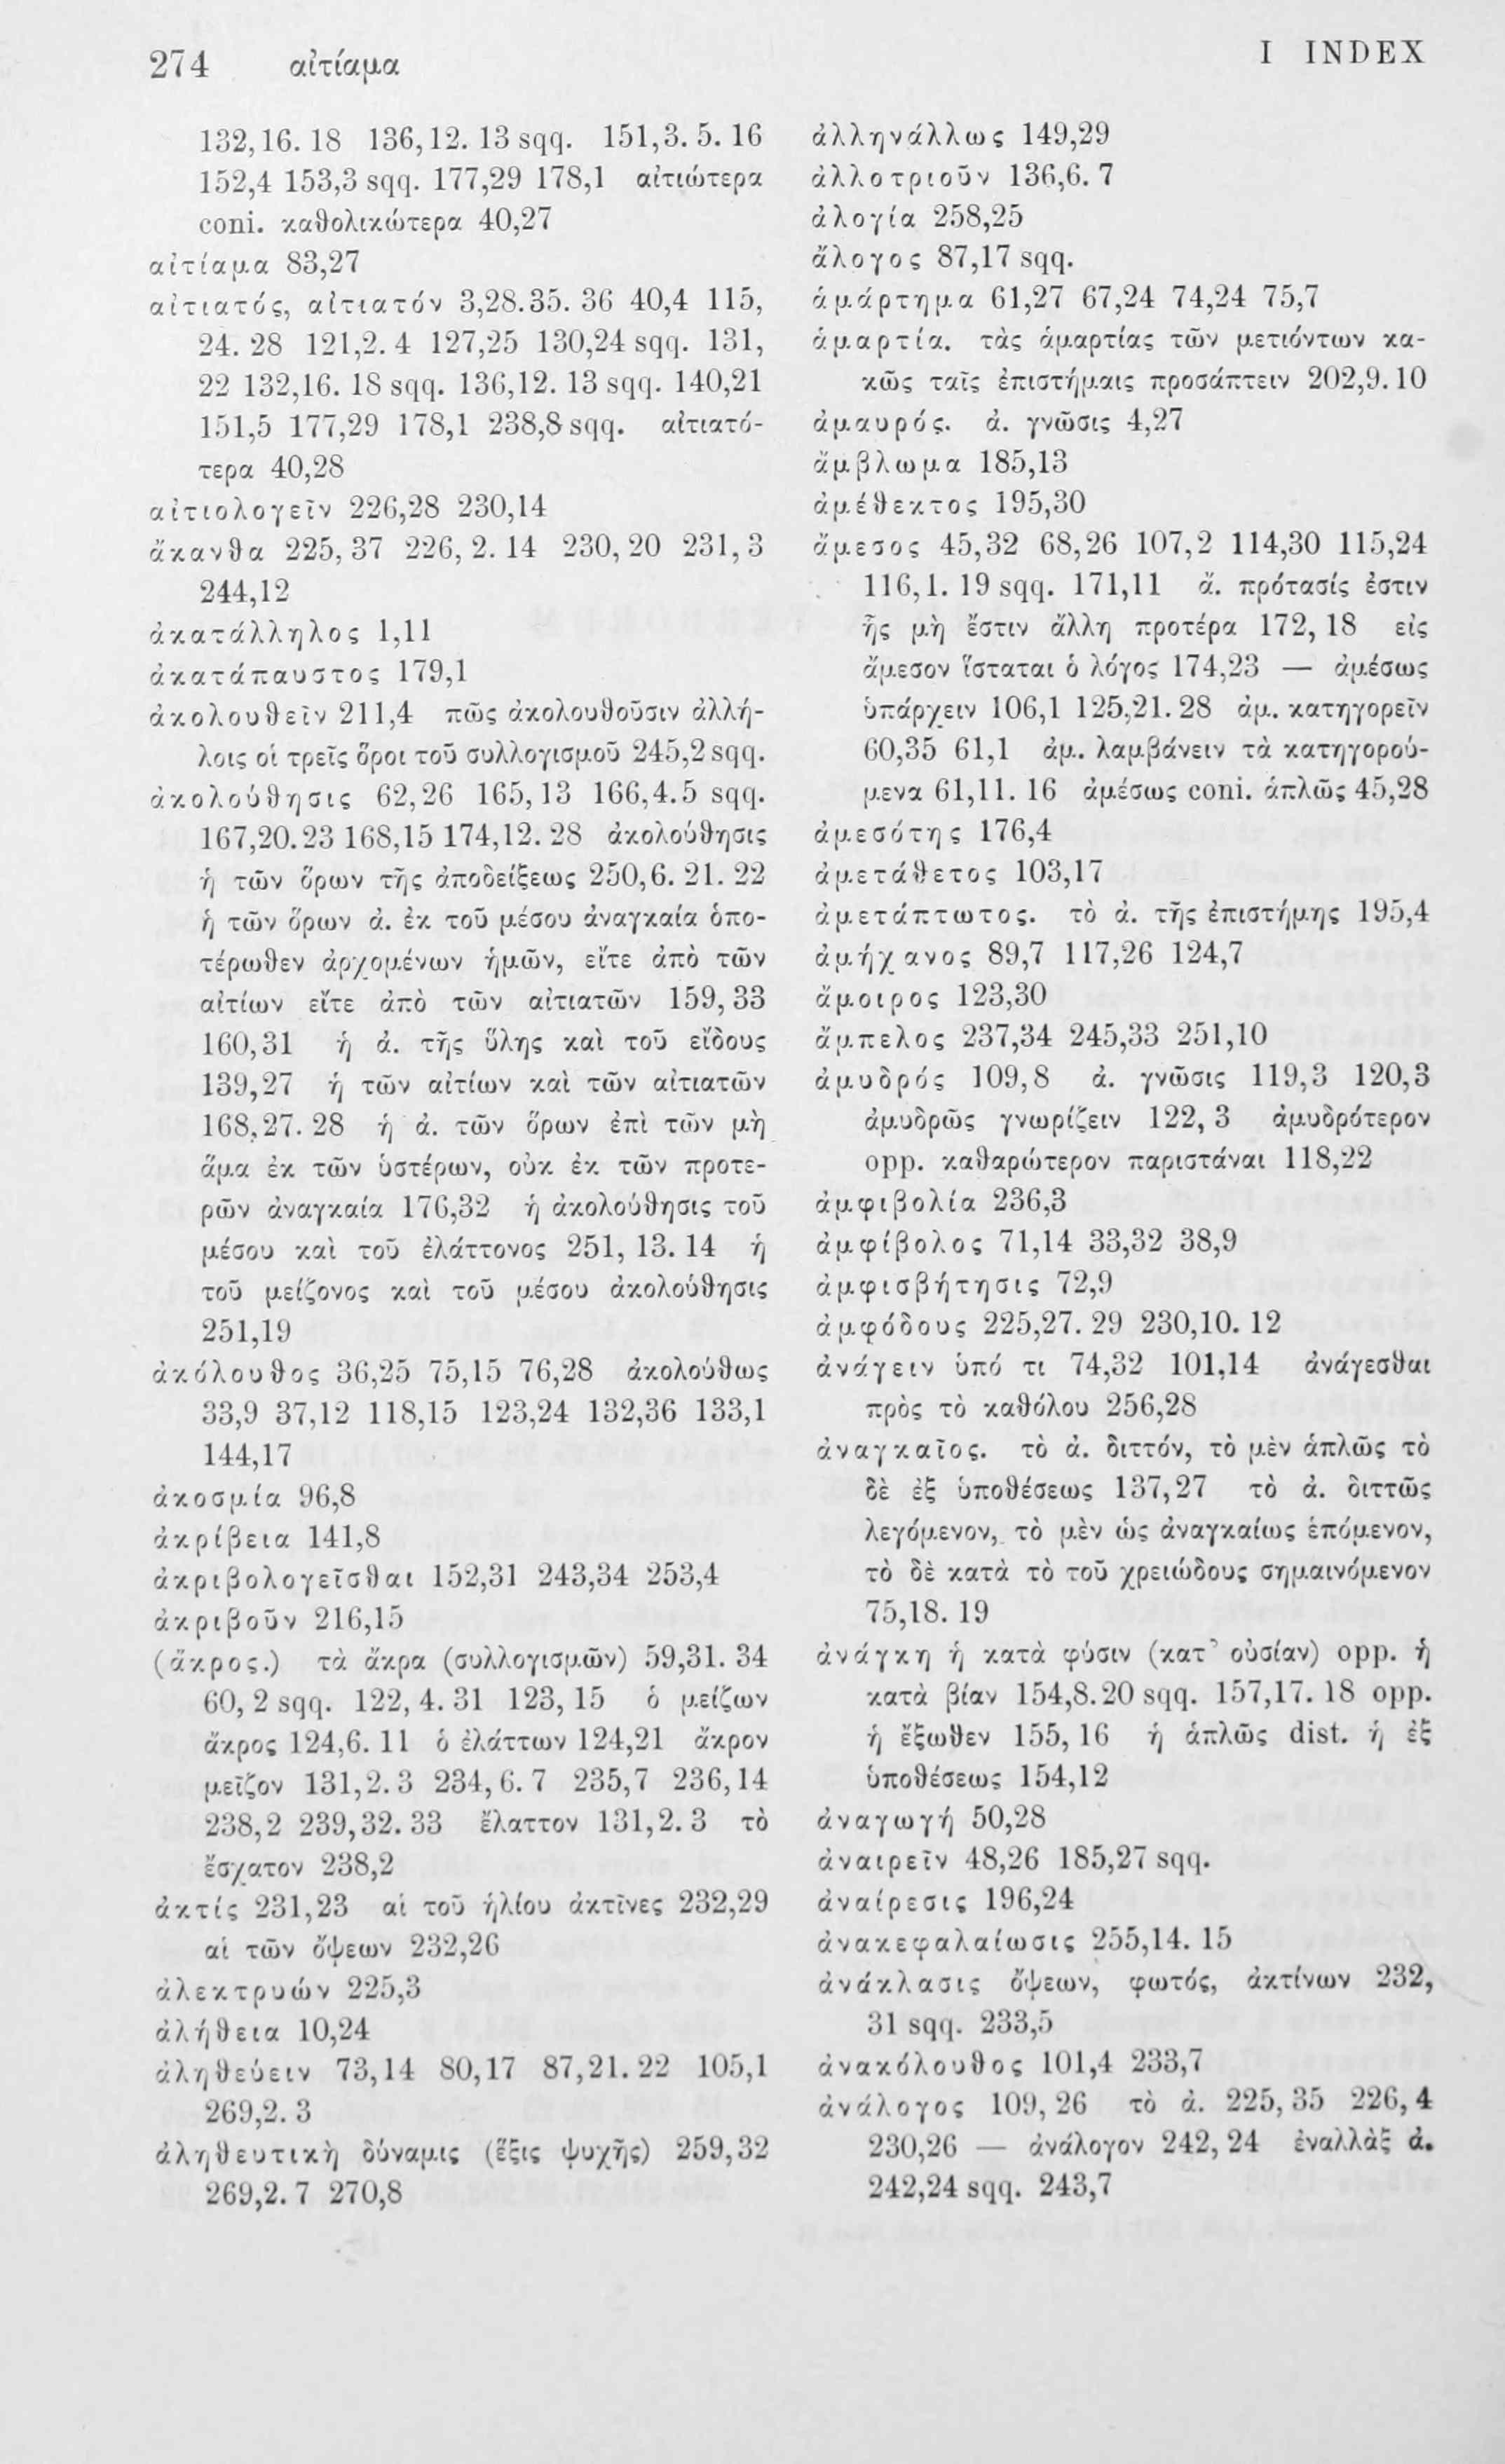 274 αἰτίαμα
I INDEX
132,16. 18 136,12. 13 sqq. 151,3. 5. 16
152,4 153,3 sqq. 177,29 178,1 αἰτιώτερα
coni. καθολικώτερα 40,27
αἰτίαμα 83,27
αἰτιατός, αἰτιατόν 3,28. 35. 36 40,4 115,
24. 28 121,2. 4 127,25 130,24 sqq. 131,
22 132,16. 18 sqq. 136,12. 13 sqq. 140,21
151,5 177,29 178,1 238,8 sqq. αἰτιατό-
τερα 40,28
αἰτιολογεῖν 226,28 230,14
ἄκανθα 225,37 226,2. 14 230,20 231,3
244,12
ἀκατάλληλος 1,11
ἀκατάπαυστος 179,1
ἀκολουθεῖν 211,4 πῶς ἀκολουθοῦσιν ἀλλή-
λοις οἱ τρεῖς ὅροι τοῦ συλλογισμοῦ 245,2 sqq.
ἀκολούθησις 62,26 165,13 166,4. 5 sqq.
167,20. 23 168,15 174,12. 28 ἀκολούθησις
ἡ τῶν ὅρων τῆς ἀποδείξεως 250,6. 21. 22
ἡ τῶν ὅρων ἀ. ἐκ τοῦ μέσου ἀναγκαία ὁπο-
τέρωθεν ἀρχομένων ἡμῶν, εἴτε ἀπὸ τῶν
αἰτίων εἴτε ἀπὸ τῶν αἰτιατῶν 159,33
160,31 ἡ ἀ. τῆς ὕλης καὶ τοῦ εἴδους
139,27 ἡ τῶν αἰτίων καὶ τῶν αἰτιατῶν
168,27. 28 ἡ ἀ. τῶν ὅρων ἐπὶ τῶν μὴ
ἅμα ἐκ τῶν ὑστέρων, οὐκ ἐκ τῶν προτε-
ρῶν ἀναγκαία 176,32 ἡ ἀκολούθησις τοῦ
μέσου καὶ τοῦ ἐλάττονος 251,13. 14 ἡ
τοῦ μείζονος καὶ τοῦ μέσου ἀκολούθησις
251,19
ἀκόλουθος 36,25 75,15 76,28 ἀκολούθως
33,9 37,12 118,15 123,24 132,36 133,1
144,17
ἀκοσμία 96,8
ἀκρίβεια 141,8
ἀκριβολογεῖσθαι 152,31 243,34 253,4
ἀκριβοῦν 216,15
(ἄκρος.) τὰ ἄκρα (συλλογισμῶν) 59,31. 34
60,2 sqq. 122,4. 31 123,15 ὁ μείζων
ἄκρος 124,6. 11 ὁ ἐλάττων 124,21 ἄκρον
μεῖζον 131,2. 3 234,6. 7 235,7 236,14
238,2 239,32. 33 ἔλαττον 131,2. 3 τὸ
ἔσχατον 238,2
ἀκτίς 231,23 αἱ τοῦ ἡλίου ἀκτῖνες 232,29
αἱ τῶν ὄψεων 232,26
ἀλεκτρυών 225,3
ἀλήθεια 10,24
ἀληθεύειν 73,14 80,17 87,21. 22 105,1
269,2. 3
ἀληθευτικὴ δύναμις (ἕξις ψυχῆς) 259,32
269,2. 7 270,8
ἀλληνάλλως 149,29
ἀλλοτριοῦν 136,6. 7
ἀλογία 258,25
ἄλογος 87,17 sqq.
ἁμάρτημα 61,27 67,24 74,24 75,7
ἁμαρτία. τὰς ἁμαρτίας τῶν μετιόντων κα-
κῶς ταῖς ἐπιστήμαις προσάπτειν 202,9. 10
ἀμαυρός. ἀ. γνῶσις 4,27
ἄμβλωμα 185,13
ἀμέθεκτος 195,30
ἄμεσος 45,32 68,26 107,2 114,30 115,24
116,1. 19 sqq. 171,11 ἄ. πρότασίς ἐστιν
ἧς μὴ ἔστιν ἄλλη προτέρα 172,18 εἰς
ἄμεσον ἵσταται ὁ λόγος 174,23 — ἀμέσως
ὑπάρχειν 106,1 125,21. 28 ἀμ. κατηγορεῖν
60,35 61,1 ἀμ. λαμβάνειν τὰ κατηγορού-
μενα 61,11. 16 ἀμέσως coni. ἁπλῶς 45,28
ἀμεσότης 176,4
ἀμετάθετος 103,17
ἀμετάπτωτος. τὸ ἀ. τῆς ἐπιστήμης 195,4
ἀμήχανος 89,7 117,26 124,7
ἄμοιρος 123,30
ἄμπελος 237,34 245,33 251,10
ἀμυδρός 109,8 ἀ. γνῶσις 119,3 120,3
ἀμυδρῶς γνωρίζειν 122,3 ἀμυδρότερον
opp. καθαρώτερον παριστάναι 118,22
ἀμφιβολία 236,3
ἀμφίβολος 71,14 33,32 38,9
ἀμφισβήτησις 72,9
ἀμφόδους 225,27. 29 230,10. 12
ἀνάγειν ὑπό τι 74,32 101,14 ἀνάγεσθαι
πρὸς τὸ καθόλου 256,28
ἀναγκαῖος. τὸ ἀ. διττόν, τὸ μὲν ἁπλῶς τὸ
δὲ ἐξ ὑποθέσεως 137,27 τὸ ἀ. διττῶς
λεγόμενον, τὸ μὲν ὡς ἀναγκαίως ἑπόμενον,
τὸ δὲ κατὰ τὸ τοῦ χρειώδους σημαινόμενον
75,18. 19
ἀνάγκη ἡ κατὰ φύσιν (κατ’ οὐσίαν) opp. ἡ
κατὰ βίαν 154,8. 20 sqq. 157,17. 18 opp.
ἡ ἔξωθεν 155,16 ἡ ἁπλῶς dist. ἡ ἐξ
ὑποθέσεως 154,12
ἀναγωγή 50,28
ἀναιρεῖν 48,26 185,27 sqq.
ἀναίρεσις 196,24
ἀνακεφαλαίωσις 255,14. 15
ἀνάκλασις ὄψεων, φωτός, ἀκτίνων 232,
31 sqq. 233,5
ἀνακόλουθος 101,4 233,7
ἀνάλογος 109,26 τὸ ἀ. 225,35 226,4
230,26 — ἀνάλογον 242,24 ἐναλλὰξ ἀ.
242,24 sqq. 243,7